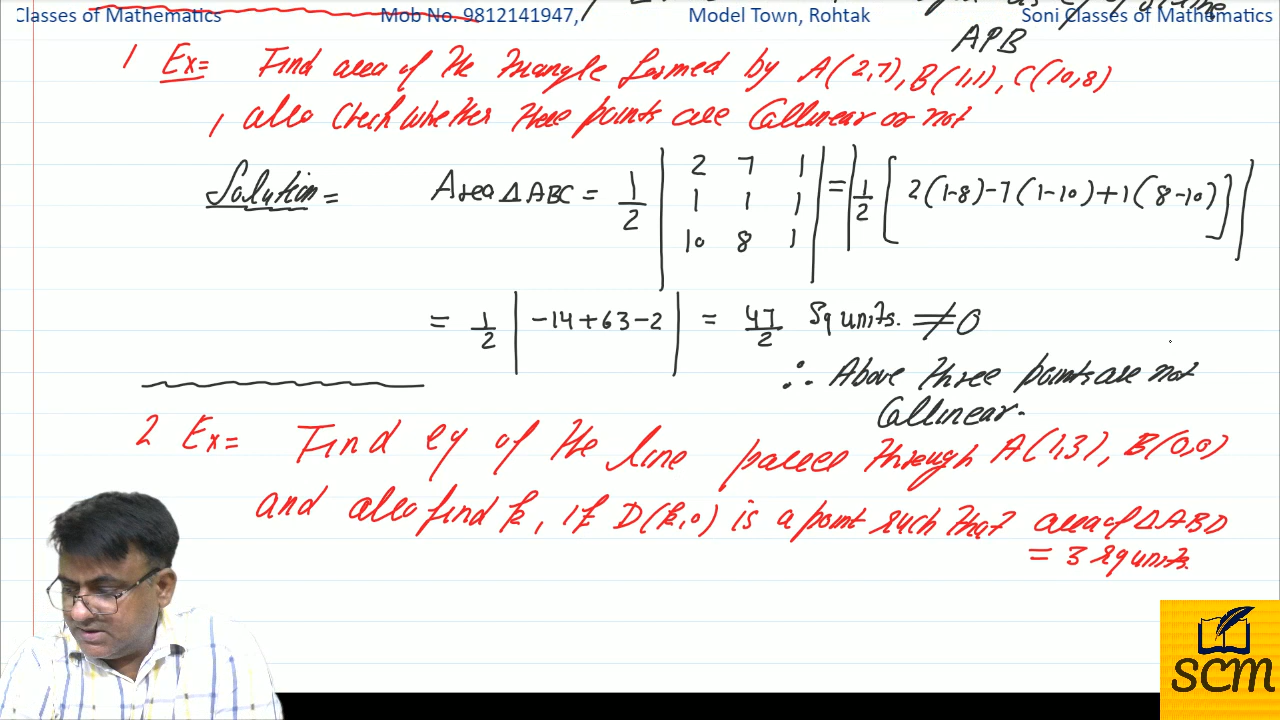 Classes of Mathematics Mob No. 9812141947, Model Town, Rohtak Soni Classes of Mathematics
APB
1 Ex= Find area of the triangle formed by A(2,7), B(1,1), C(10,8)
, also check whether these points are Collinear or not
Solution= Area ΔABC = 1/2 | 2 7 1 | = | 1/2 [ 2(1-8)-7(1-10)+1(8-10) ] |
| 1 1 1 |
| 10 8 1 |
= 1/2 | -14+63-2 | = 47/2 Sq units. ≠ 0
∴ Above three points are not
Collinear.
2 Ex= Find eq of the line passes through A(1,3), B(0,0)
and also find k, if D(k,0) is a point such that area of ΔABD
= 3 sq units.
SCM